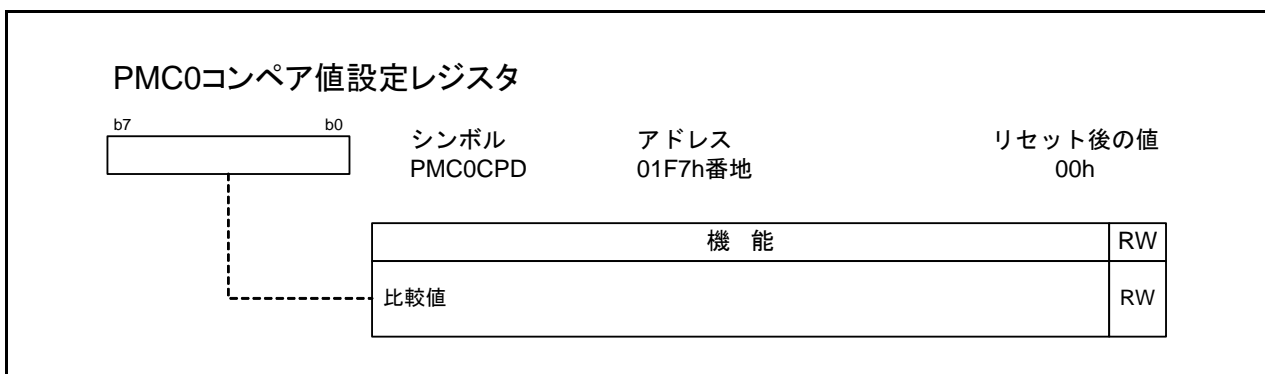 PMC0コンペア値設定レジスタ
b7 b0
シンボル アドレス リセット後の値
PMC0CPD 01F7h番地 00h
機 能 RW
比較値 RW